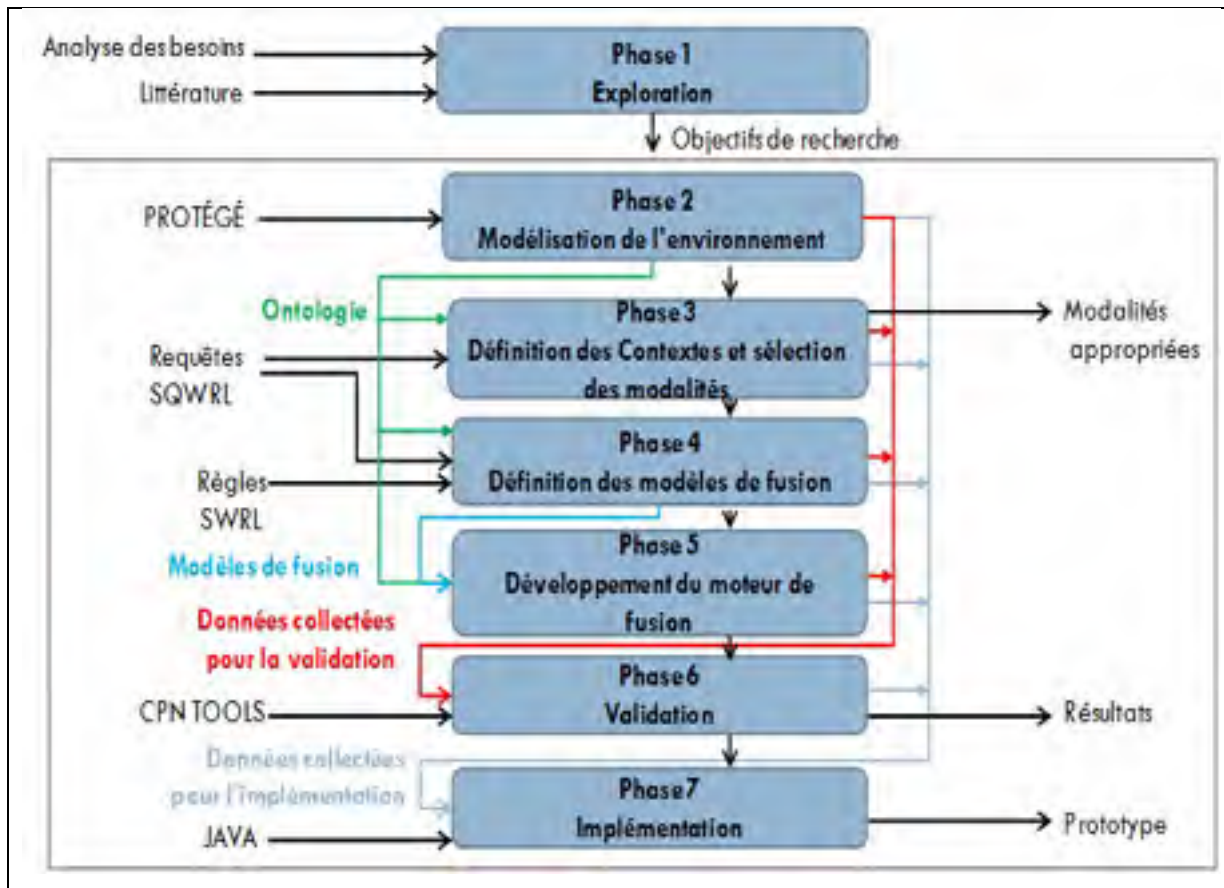 Analyse des besoins
Littérature
Phase 1
Exploration
Objectifs de recherche
PROTÉGÉ
Phase 2
Modélisation de l'environnement
Ontologie
Requêtes
SQWRL
Phase 3
Définition des Contextes et sélection
des modalités
Modalités
appropriées
Règles
SWRL
Phase 4
Définition des modèles de fusion
Modèles de fusion
Phase 5
Développement du moteur de
fusion
Données collectées
pour la validation
CPN TOOLS
Phase 6
Validation
Résultats
Données collectées
pour l'implémentation
JAVA
Phase 7
Implémentation
Prototype